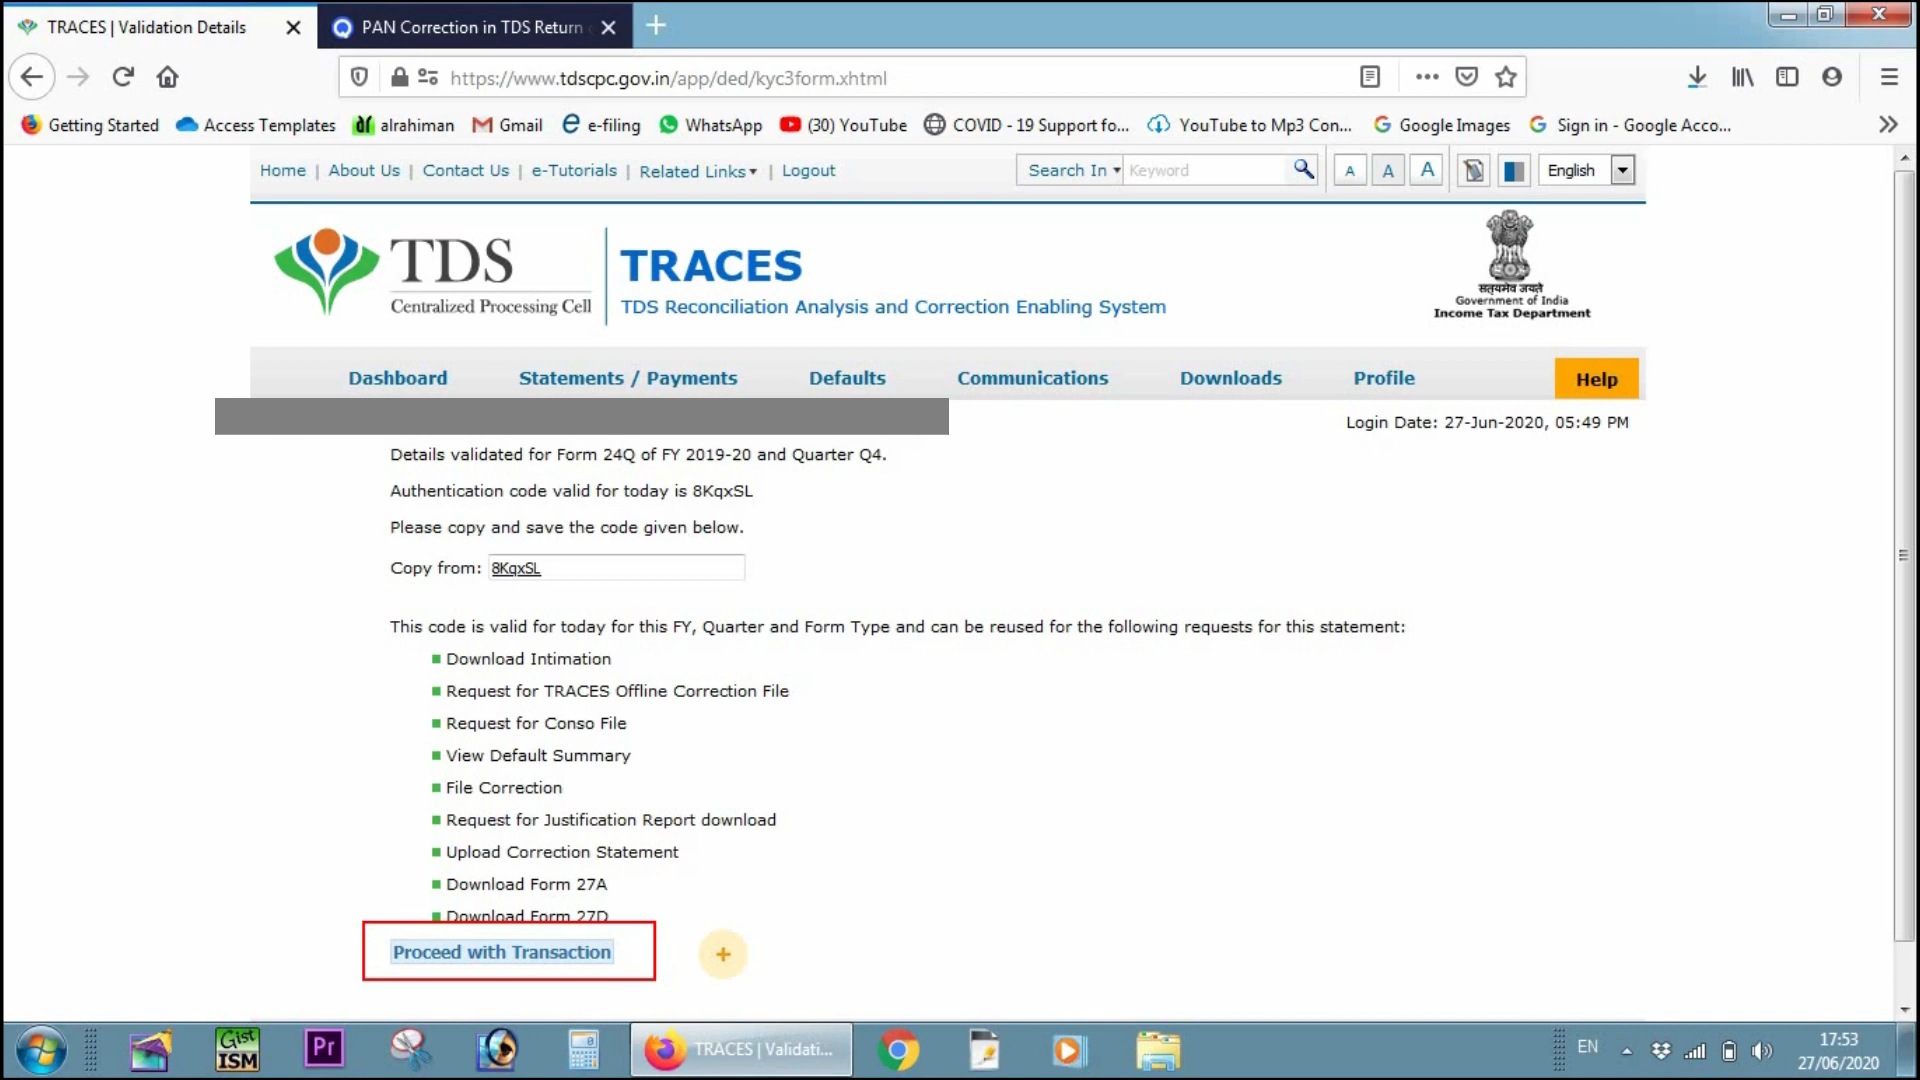 TRACES | Validation Details
PAN Correction in TDS Return
https://www.tdscpc.gov.in/app/ded/kyc3form.xhtml
Getting Started Access Templates alrahiman Gmail e-filing WhatsApp (30) YouTube COVID - 19 Support fo... YouTube to Mp3 Con... Google Images Sign in - Google Acco...
Home | About Us | Contact Us | e-Tutorials | Related Links | Logout
Search In Keyword A A A English
TDS
Centralized Processing Cell
TRACES
TDS Reconciliation Analysis and Correction Enabling System
सत्यमेव जयते
Government of India
Income Tax Department
Dashboard Statements / Payments Defaults Communications Downloads Profile Help
Login Date: 27-Jun-2020, 05:49 PM
Details validated for Form 24Q of FY 2019-20 and Quarter Q4.
Authentication code valid for today is 8KqxSL
Please copy and save the code given below.
Copy from: 8KqxSL
This code is valid for today for this FY, Quarter and Form Type and can be reused for the following requests for this statement:
Download Intimation
Request for TRACES Offline Correction File
Request for Conso File
View Default Summary
File Correction
Request for Justification Report download
Upload Correction Statement
Download Form 27A
Download Form 27D
Proceed with Transaction
Gist
ISM
Pr
TRACES | Validati...
EN
17:53
27/06/2020